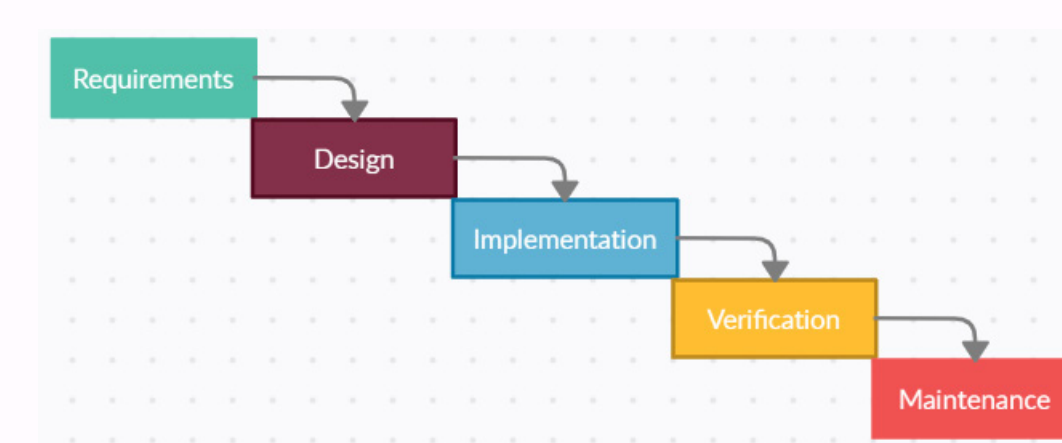 Requirements
Design
Implementation
Verification
Maintenance